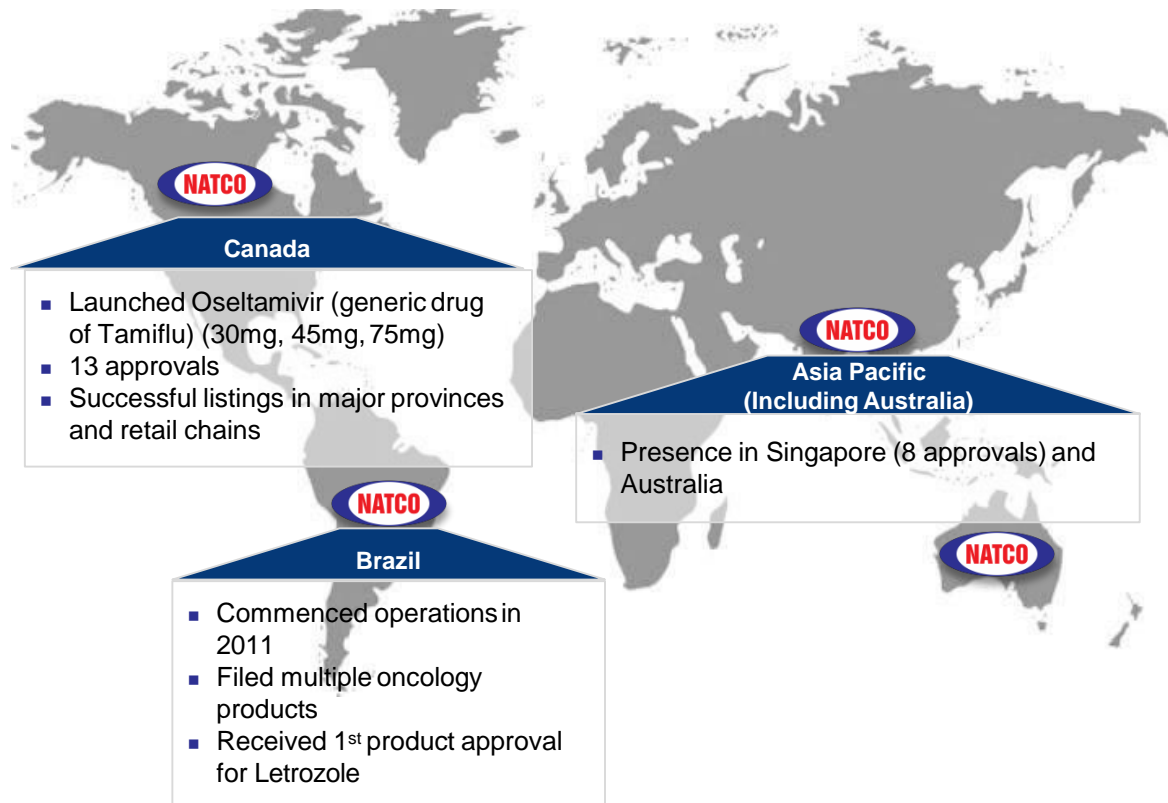 NATCO
Canada
▪ Launched Oseltamivir (generic drug
of Tamiflu) (30mg, 45mg, 75mg)
▪ 13 approvals
▪ Successful listings in major provinces
and retail chains
NATCO
Asia Pacific
(Including Australia)
▪ Presence in Singapore (8 approvals) and
Australia
NATCO
NATCO
Brazil
▪ Commenced operations in
2011
▪ Filed multiple oncology
products
▪ Received 1st product approval
for Letrozole